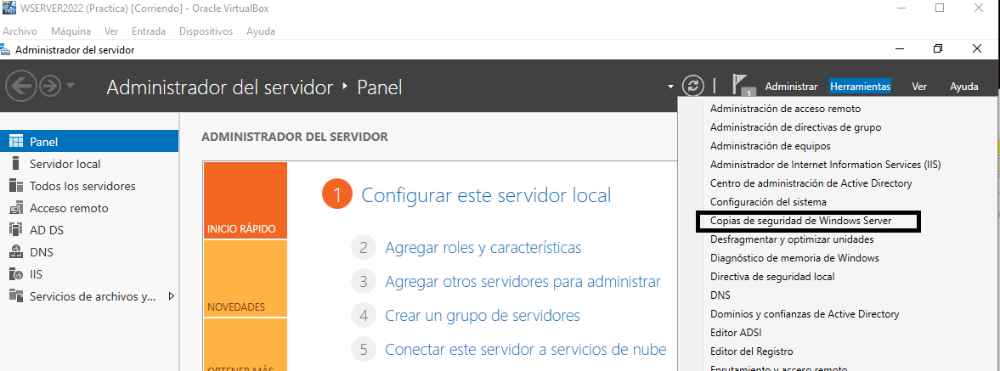 WSERVER2022 (Practica) [Corriendo] - Oracle VirtualBox
Archivo Máquina Ver Entrada Dispositivos Ayuda
Administrador del servidor
Administrador del servidor ‣ Panel
1
Administrar Herramientas Ver Ayuda
Panel
Servidor local
Todos los servidores
Acceso remoto
AD DS
DNS
IIS
Servicios de archivos y...
ADMINISTRADOR DEL SERVIDOR
INICIO RÁPIDO
NOVEDADES
OBTENER MÁS
1 Configurar este servidor local
2 Agregar roles y características
3 Agregar otros servidores para administrar
4 Crear un grupo de servidores
5 Conectar este servidor a servicios de nube
Administración de acceso remoto
Administración de directivas de grupo
Administración de equipos
Administrador de Internet Information Services (IIS)
Centro de administración de Active Directory
Configuración del sistema
Copias de seguridad de Windows Server
Desfragmentar y optimizar unidades
Diagnóstico de memoria de Windows
Directiva de seguridad local
DNS
Dominios y confianzas de Active Directory
Editor ADSI
Editor del Registro
Enrutamiento y acceso remoto